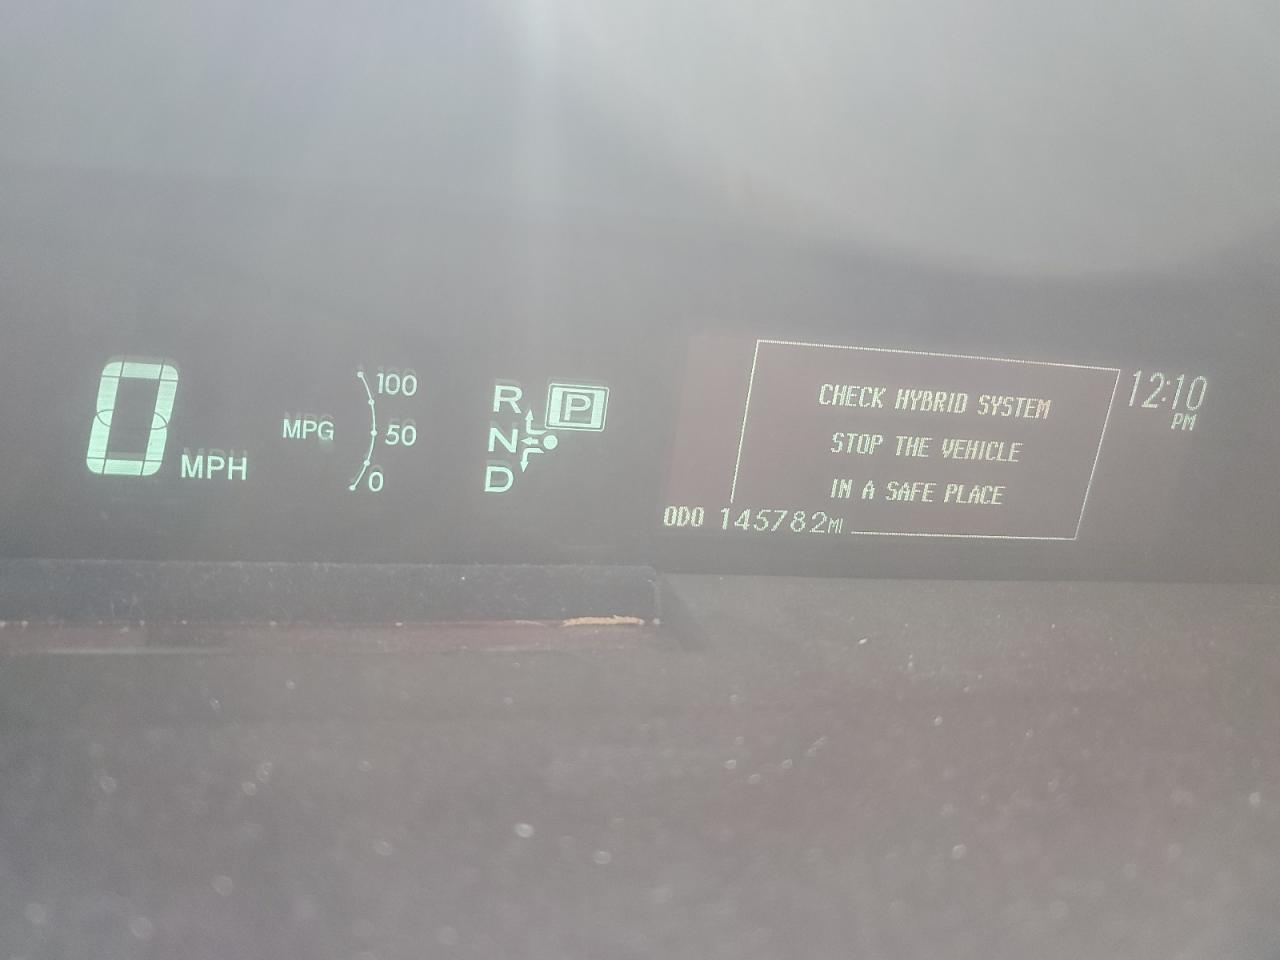 0 MPH
MPG
100
50
0
R
P
N
D
CHECK HYBRID SYSTEM
STOP THE VEHICLE
IN A SAFE PLACE
ODO 145782MI
12:10
PM